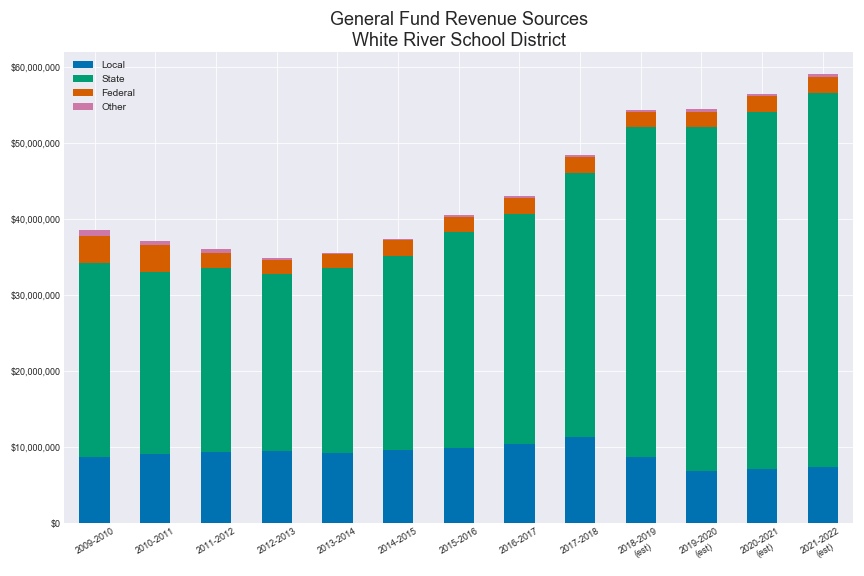 General Fund Revenue Sources
White River School District
Local
State
Federal
Other
$60,000,000
$50,000,000
$40,000,000
$30,000,000
$20,000,000
$10,000,000
$0
2009-2010
2010-2011
2011-2012
2012-2013
2013-2014
2014-2015
2015-2016
2016-2017
2017-2018
2018-2019
(est)
2019-2020
(est)
2020-2021
(est)
2021-2022
(est)